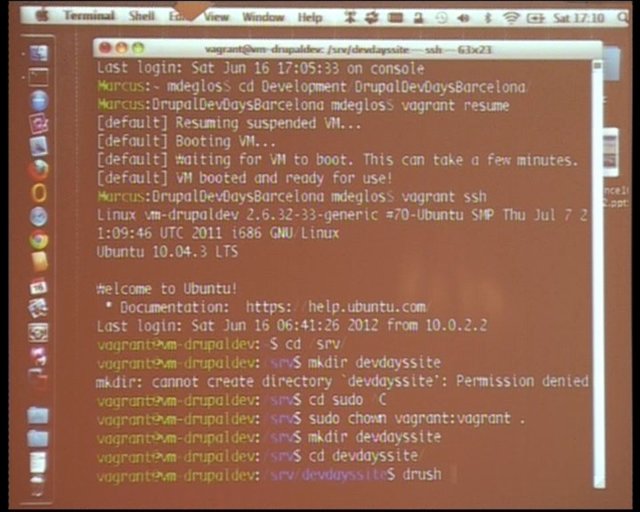 Terminal Shell Edit View Window Help Sat 17:10
vagrant@vm-drupaldev: /srv/devdayssite — ssh — 63x23
Last login: Sat Jun 16 17:05:33 on console
Marcus:~ mdeglos$ cd Development/DrupalDevDaysBarcelona/
Marcus:DrupalDevDaysBarcelona mdeglos$ vagrant resume
[default] Resuming suspended VM...
[default] Booting VM...
[default] Waiting for VM to boot. This can take a few minutes.
[default] VM booted and ready for use!
Marcus:DrupalDevDaysBarcelona mdeglos$ vagrant ssh
Linux vm-drupaldev 2.6.32-33-generic #70-Ubuntu SMP Thu Jul 7 2
1:09:46 UTC 2011 i686 GNU/Linux
Ubuntu 10.04.3 LTS
Welcome to Ubuntu!
* Documentation: https://help.ubuntu.com/
Last login: Sat Jun 16 06:41:26 2012 from 10.0.2.2
vagrant@vm-drupaldev:~$ cd /srv/
vagrant@vm-drupaldev:/srv$ mkdir devdayssite
mkdir: cannot create directory `devdayssite': Permission denied
vagrant@vm-drupaldev:/srv$ cd sudo ^C
vagrant@vm-drupaldev:/srv$ sudo chown vagrant:vagrant .
vagrant@vm-drupaldev:/srv$ mkdir devdayssite
vagrant@vm-drupaldev:/srv$ cd devdayssite/
vagrant@vm-drupaldev:/srv/devdayssite$ drush